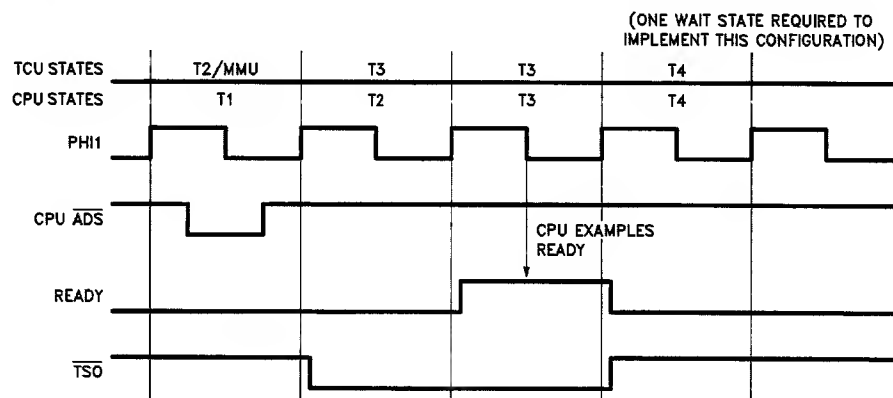 (ONE WAIT STATE REQUIRED TO
IMPLEMENT THIS CONFIGURATION)
TCU STATES T2/MMU T3 T3 T4
CPU STATES T1 T2 T3 T4
PHI1
CPU ADS
CPU EXAMPLES
READY
READY
TSO